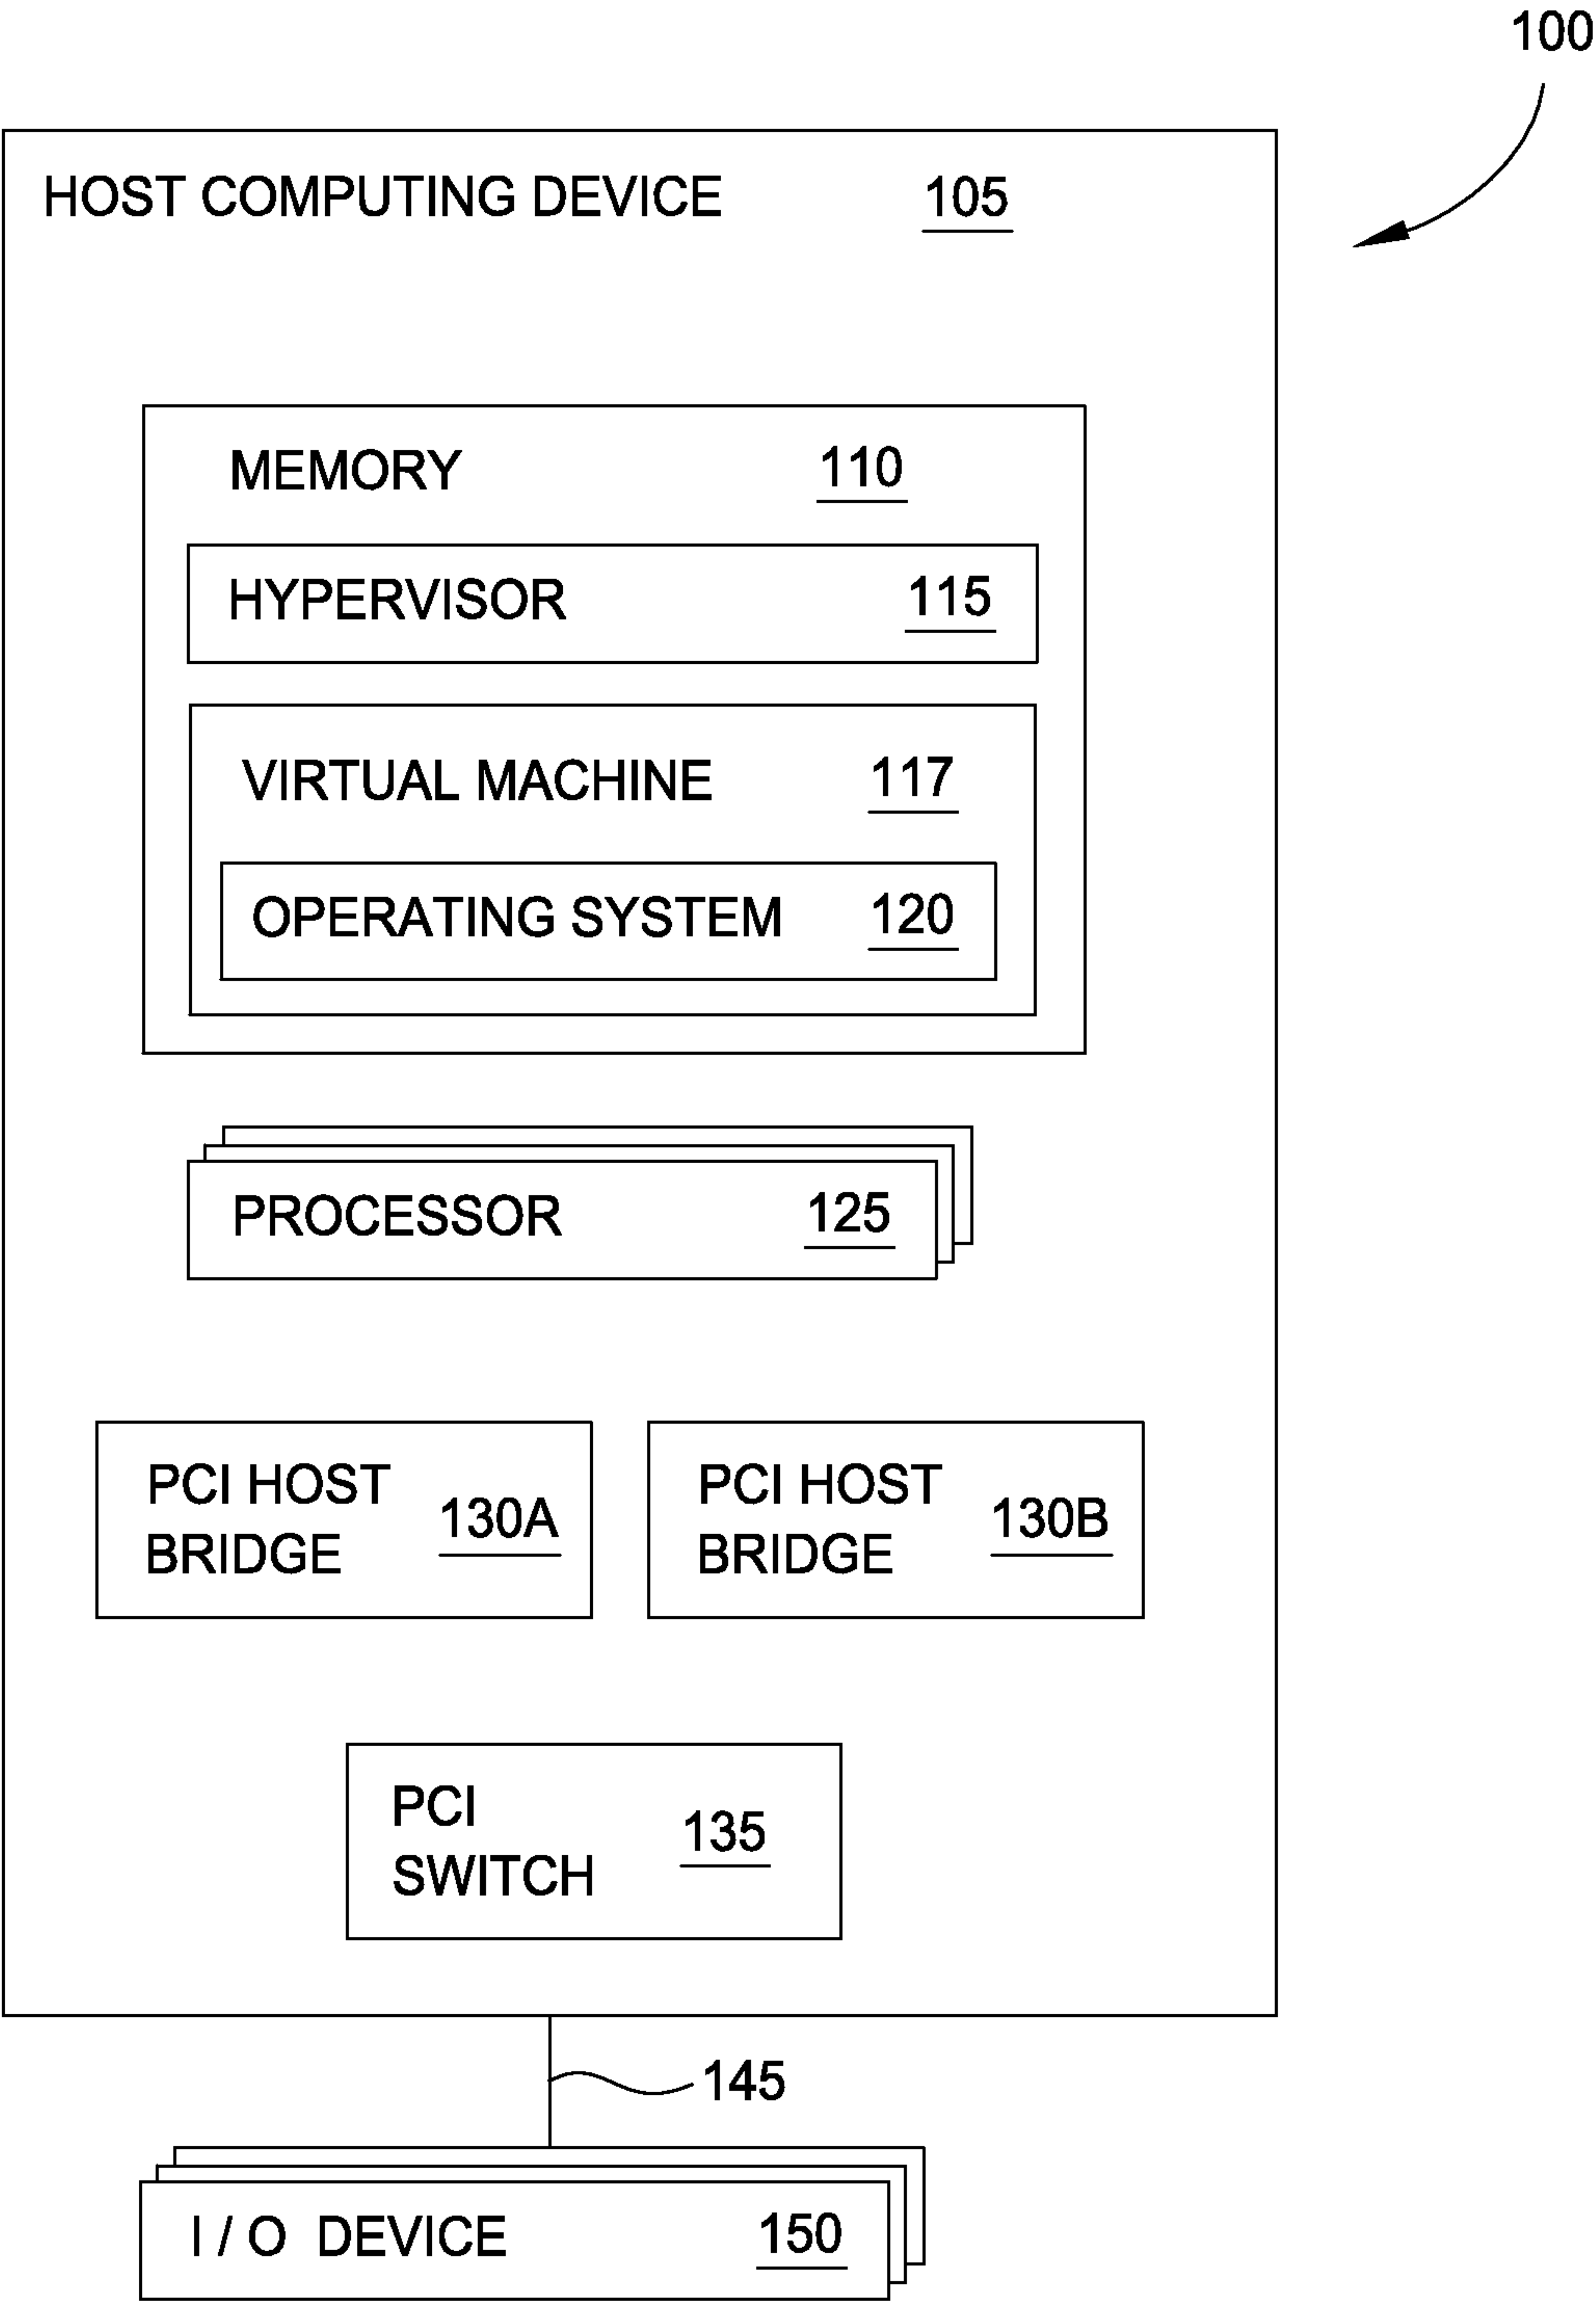 100
HOST COMPUTING DEVICE 105
MEMORY 110
HYPERVISOR 115
VIRTUAL MACHINE 117
OPERATING SYSTEM 120
PROCESSOR 125
PCI HOST
BRIDGE 130A
PCI HOST
BRIDGE 130B
PCI
SWITCH 135
145
I / O DEVICE 150